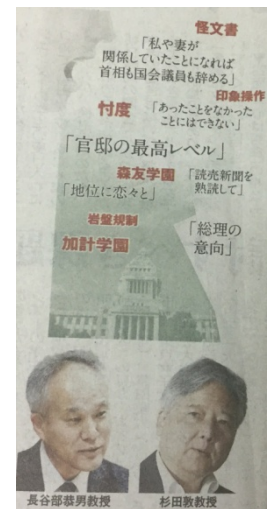 怪文書
「私や妻が
関係していたことになれば
首相も国会議員も辞める」
印象操作
忖度
「あったことをなかった
ことにはできない」
「官邸の最高レベル」
森友学園
「読売新聞を
熟読して」
「地位に恋々と」
岩盤規制
「総理の
意向」
加計学園
長谷部恭男教授
杉田敦教授